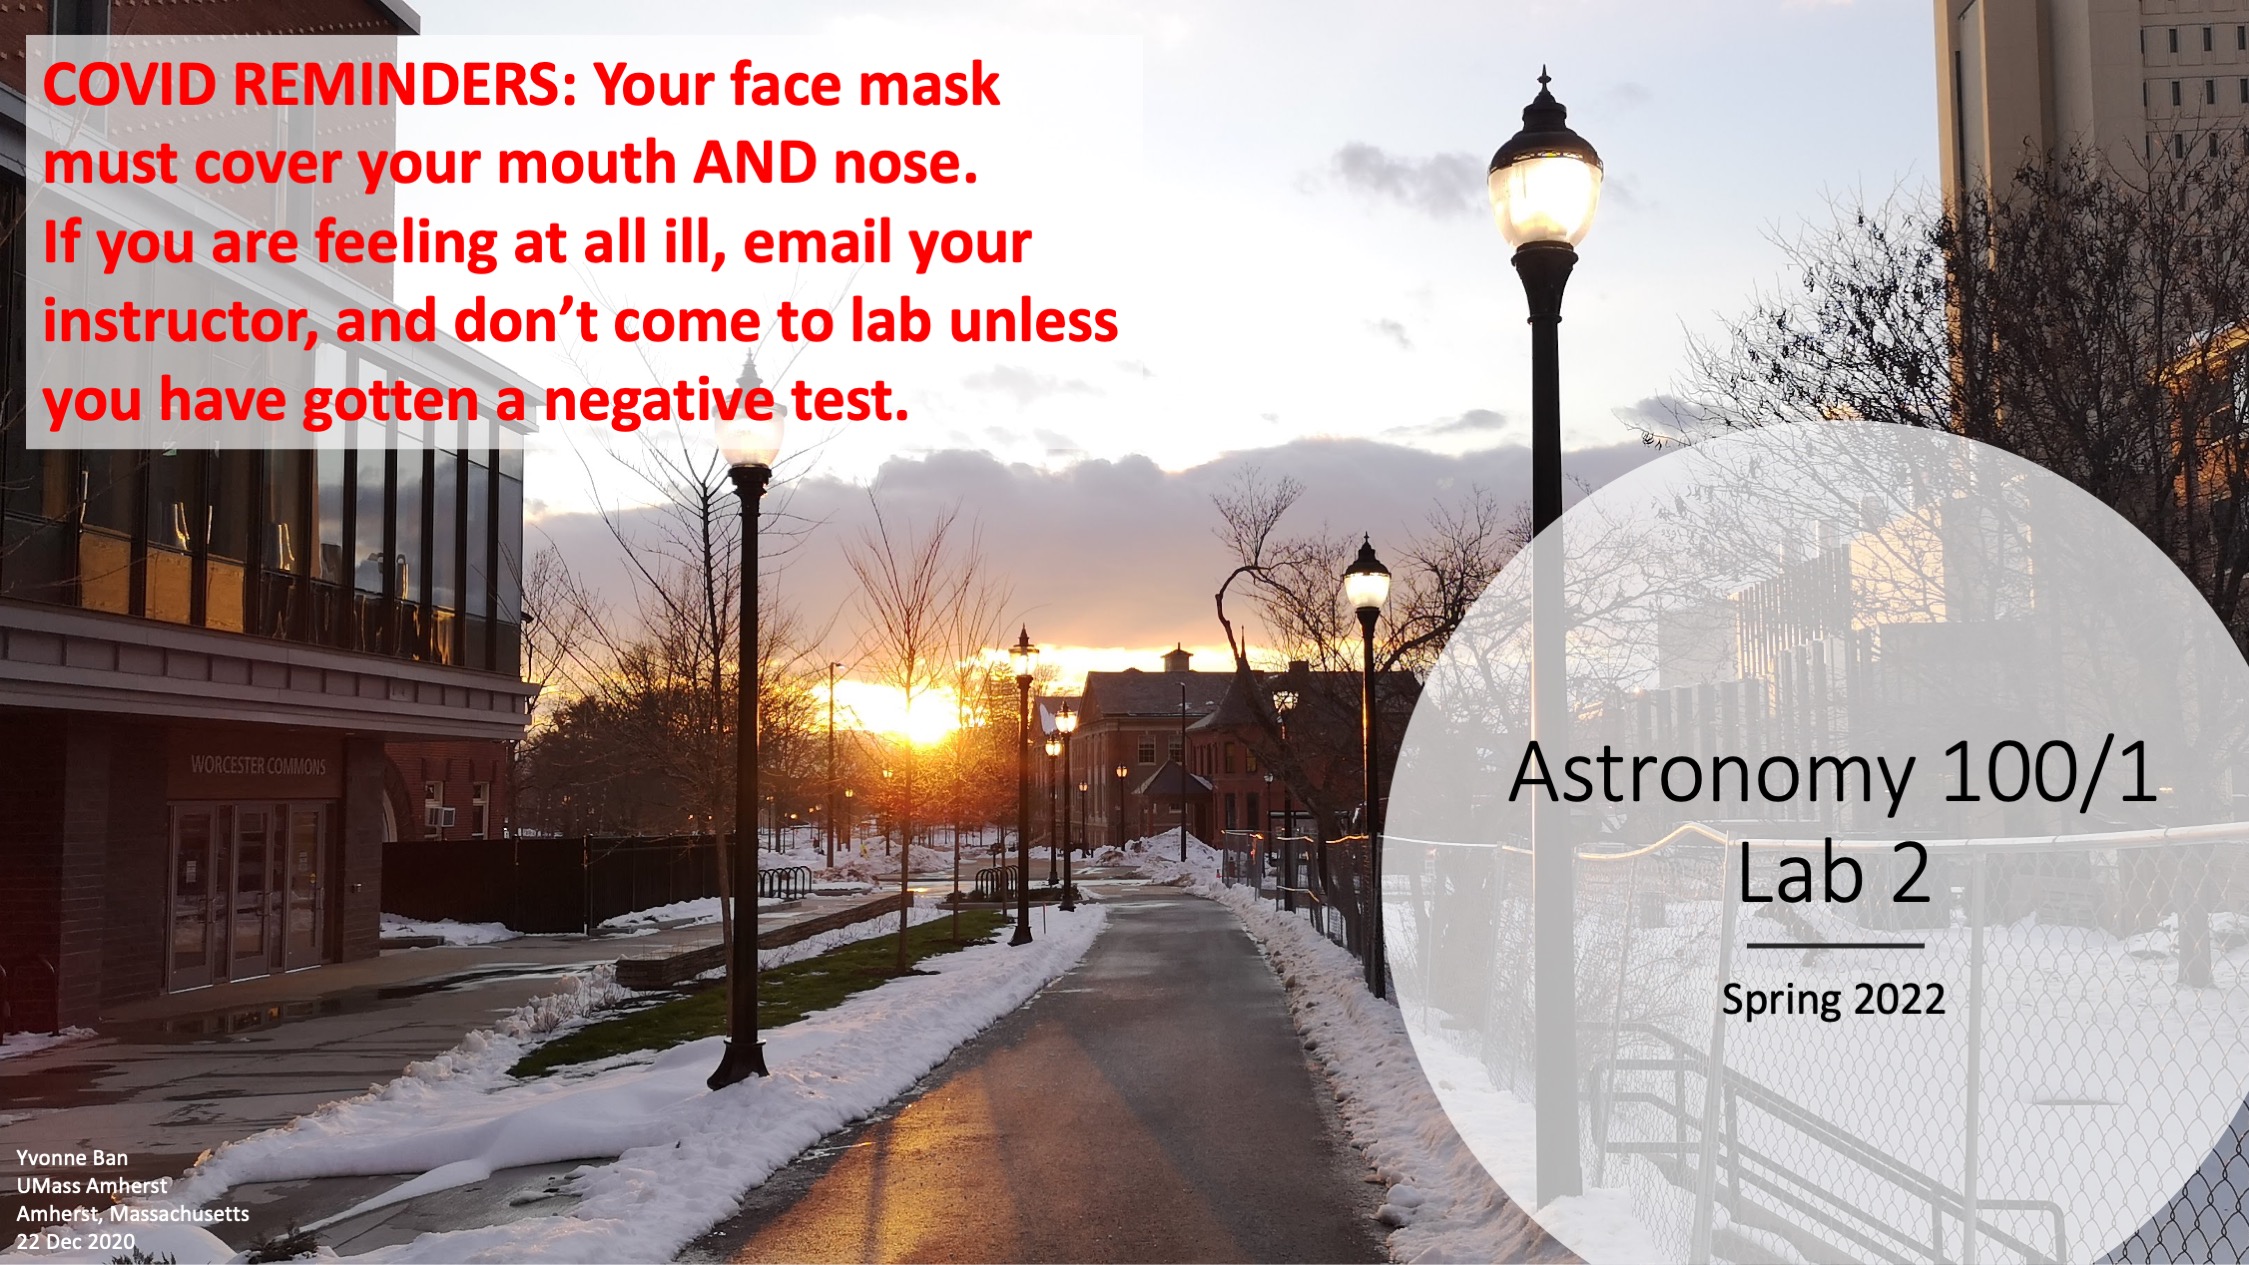 COVID REMINDERS: Your face mask
must cover your mouth AND nose.
If you are feeling at all ill, email your
instructor, and don’t come to lab unless
you have gotten a negative test.
WORCESTER COMMONS
Astronomy 100/1
Lab 2
Spring 2022
Yvonne Ban
UMass Amherst
Amherst, Massachusetts
22 Dec 2020